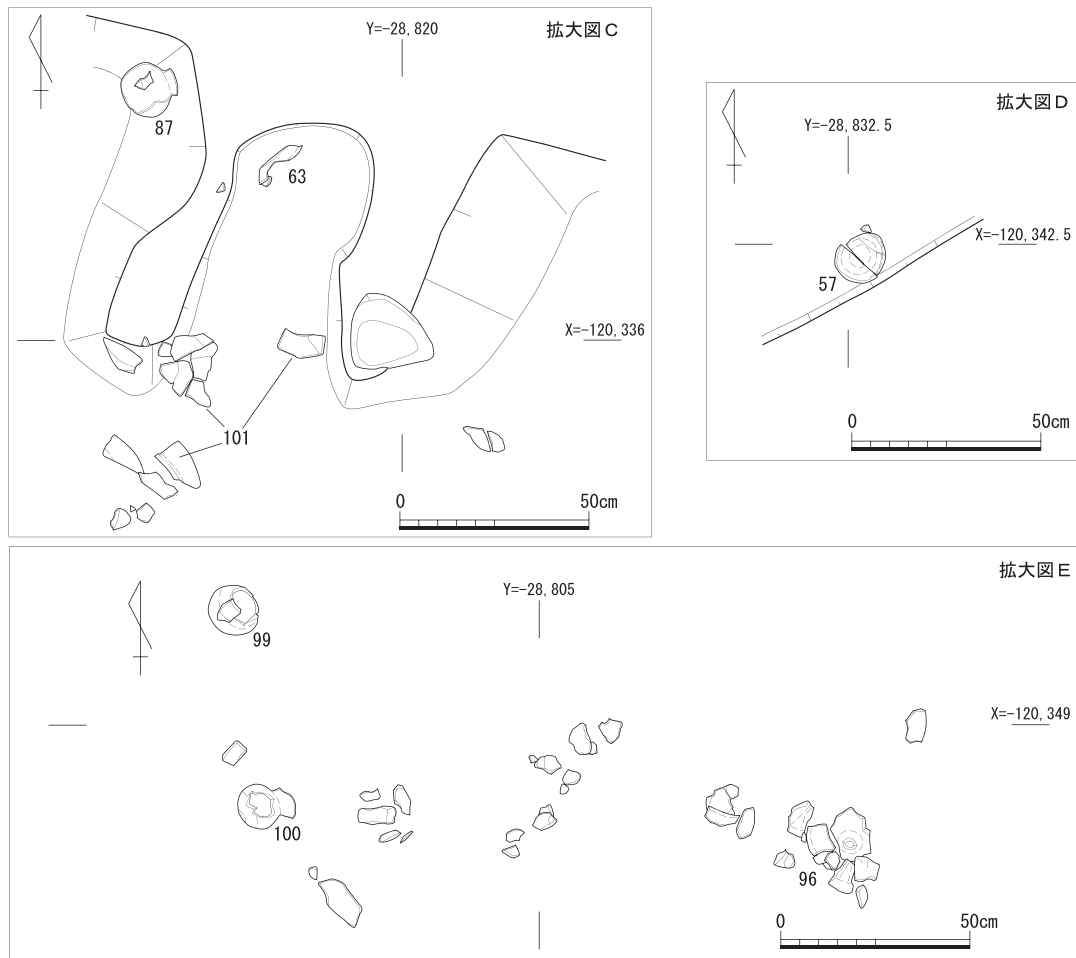 拡大図C
Y=-28,820
87
63
X=-120,336
101
0 50cm
拡大図D
Y=-28,832.5
X=-120,342.5
57
0 50cm
拡大図E
Y=-28,805
99
X=-120,349
100
96
0 50cm